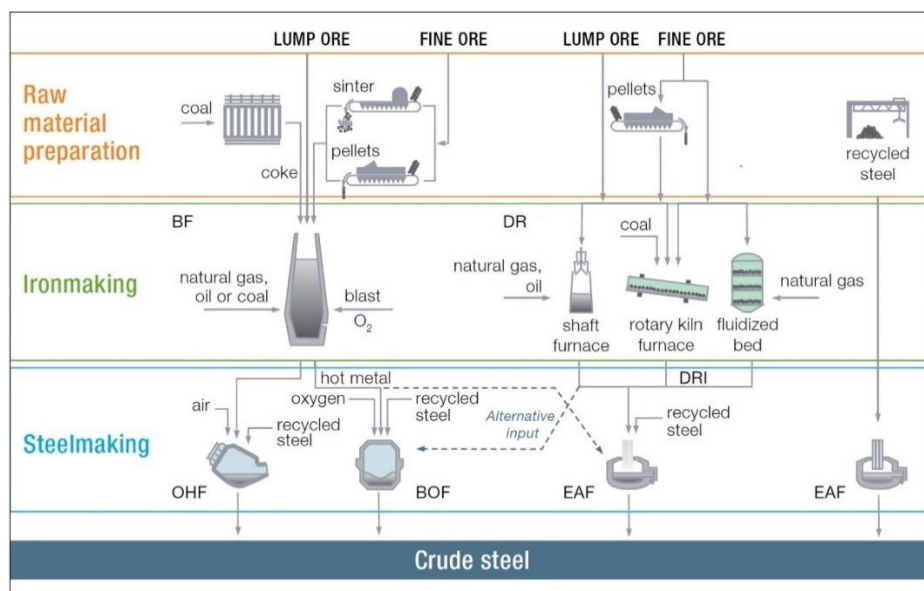 LUMP ORE
FINE ORE
LUMP ORE
FINE ORE
Raw
material
preparation
coal
coke
sinter
pellets
pellets
recycled
steel
Ironmaking
BF
natural gas,
oil or coal
blast
O₂
DR
natural gas,
oil
coal
natural gas
shaft
furnace
rotary kiln
furnace
fluidized
bed
Steelmaking
hot metal
air
recycled
steel
oxygen
recycled
steel
Alternative
input
DRI
recycled
steel
OHF
BOF
EAF
EAF
Crude steel